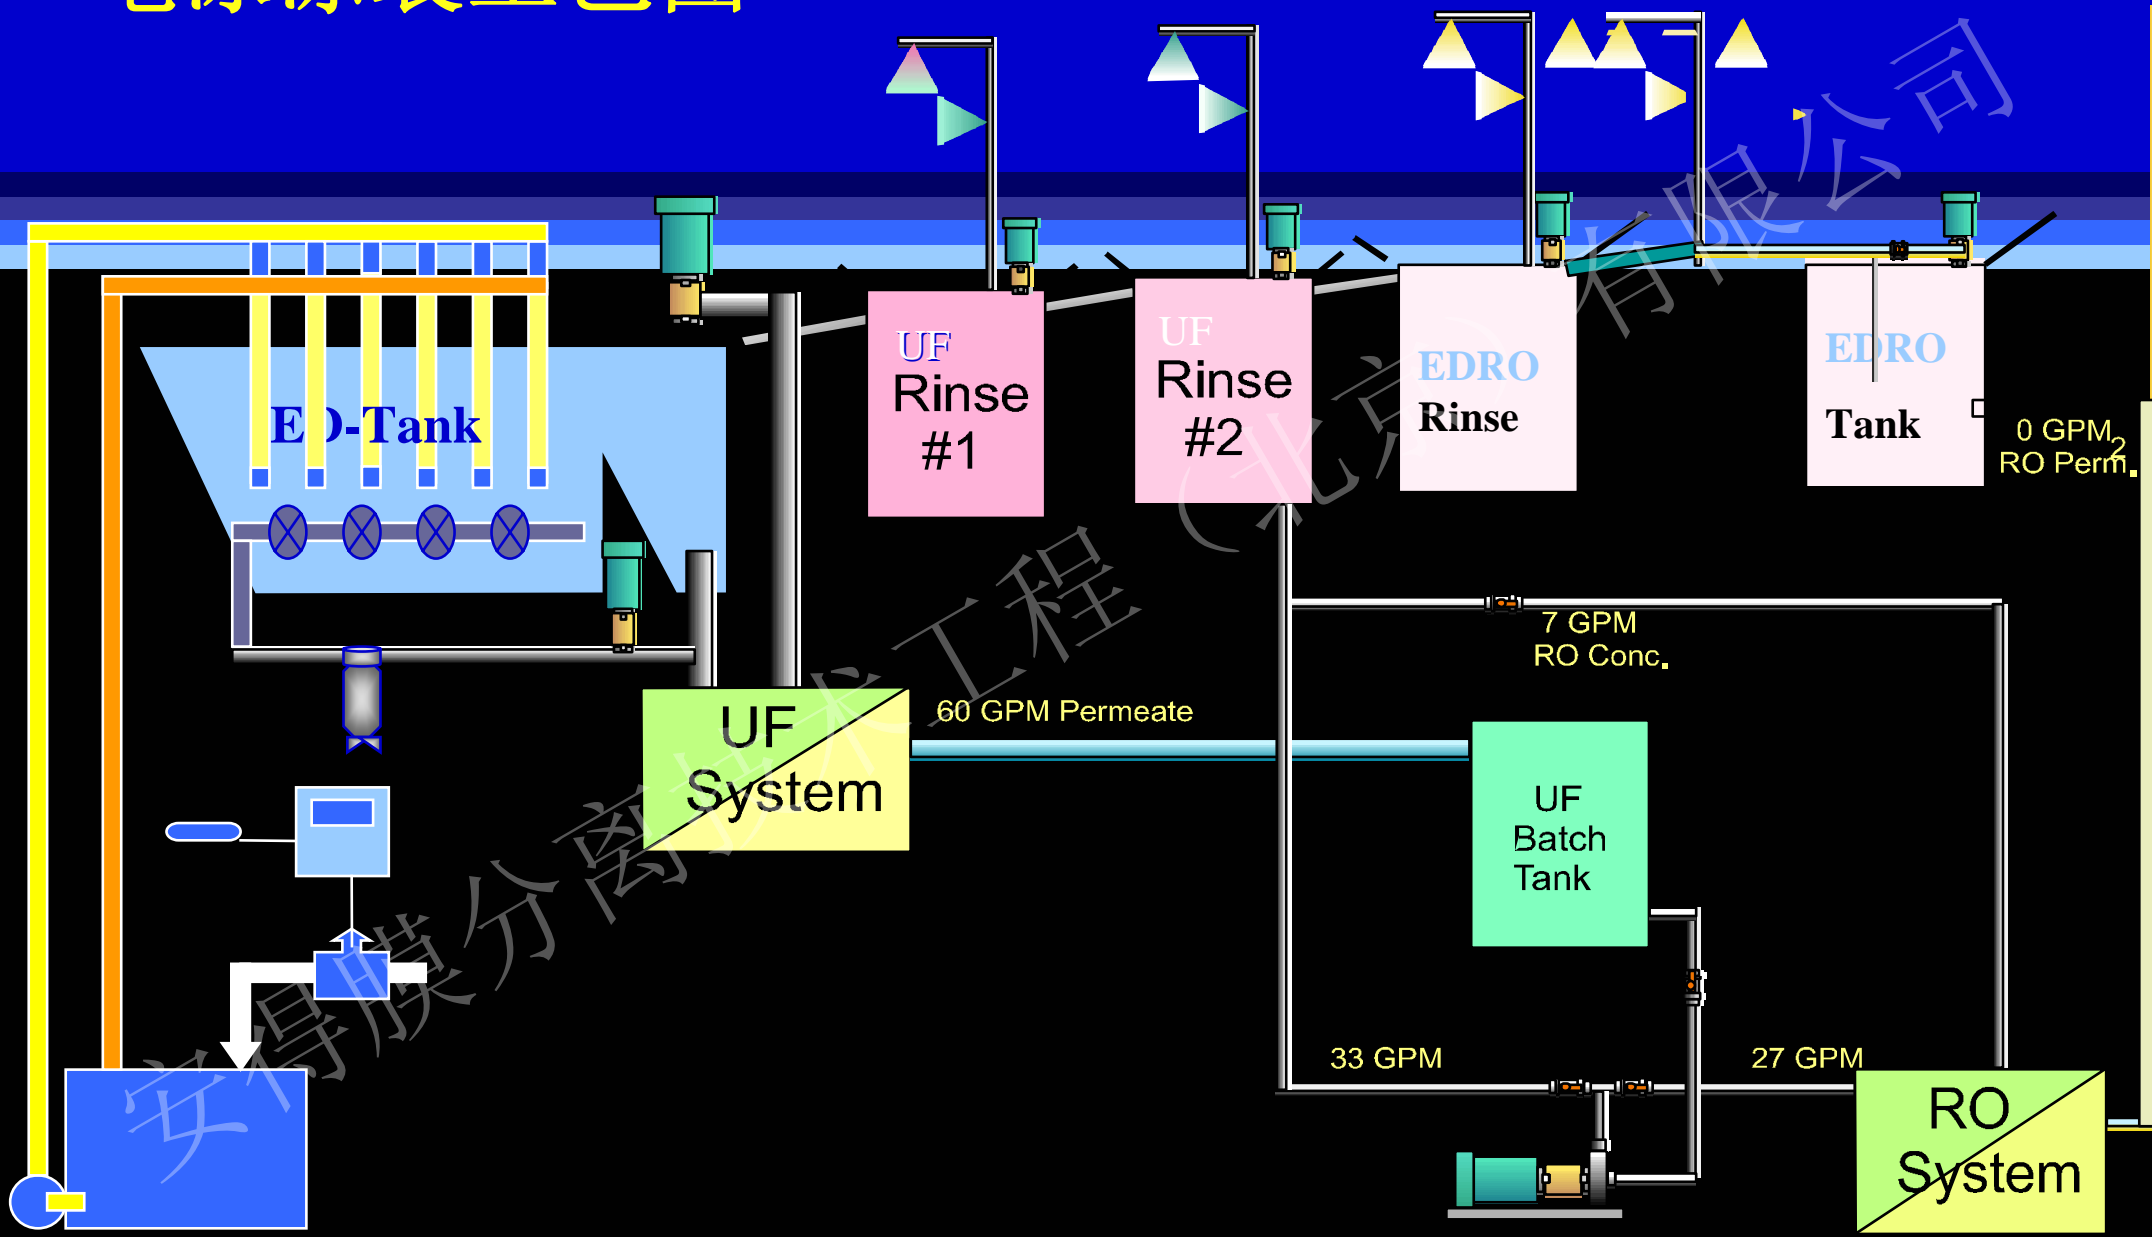 UF
Rinse
#1
UF
Rinse
#2
EDRO
Rinse
EDRO
Tank
ED-Tank
0 GPM
2
RO Perm.
7 GPM
RO Conc.
60 GPM Permeate
UF
System
UF
Batch
Tank
33 GPM
27 GPM
RO
System
安得膜分离技术工程（北京）有限公司